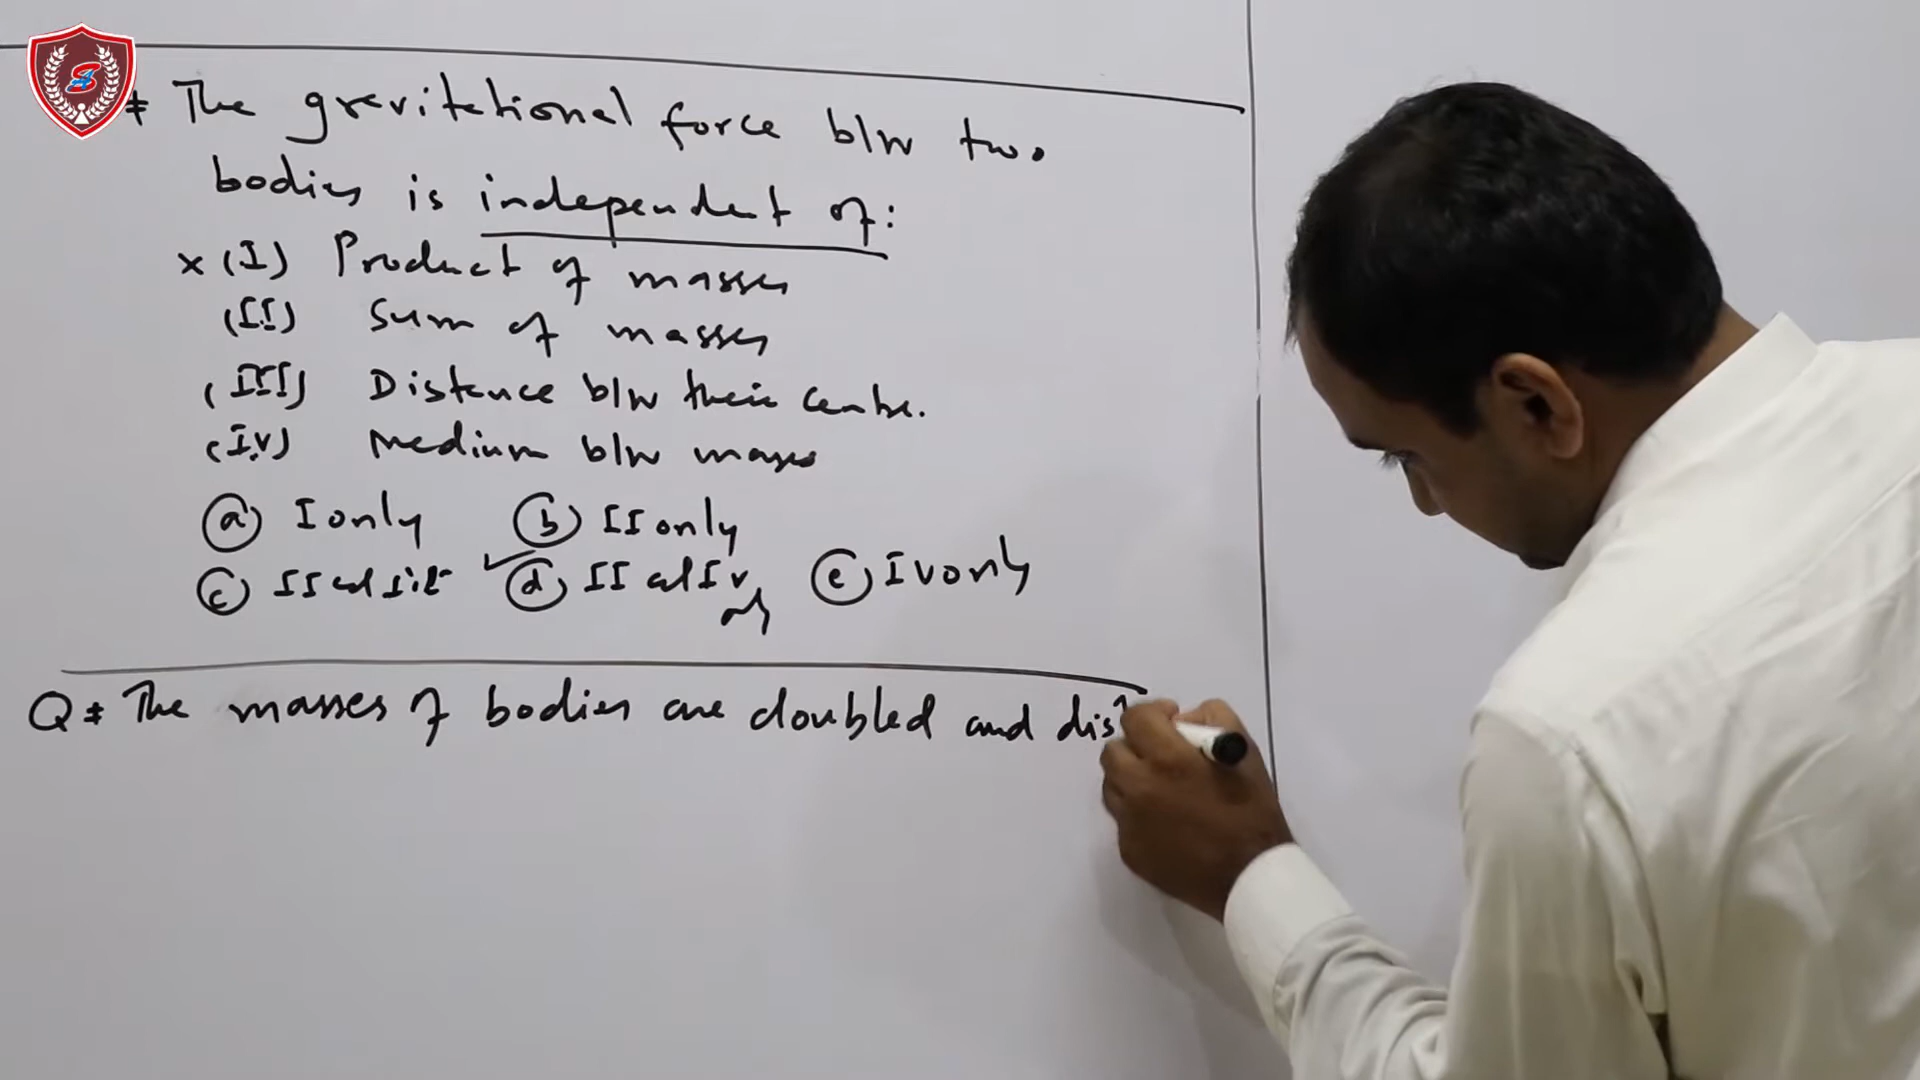 * The gravitational force b/w two
bodies is independent of:
x (I) Product of masses
(II) Sum of masses
(III) Distance b/w their centre.
(IV) Medium b/w masses
(a) I only (b) II only
(c) II and III ✓(d) II and IV only (e) IV only
Q * The masses of bodies are doubled and dist